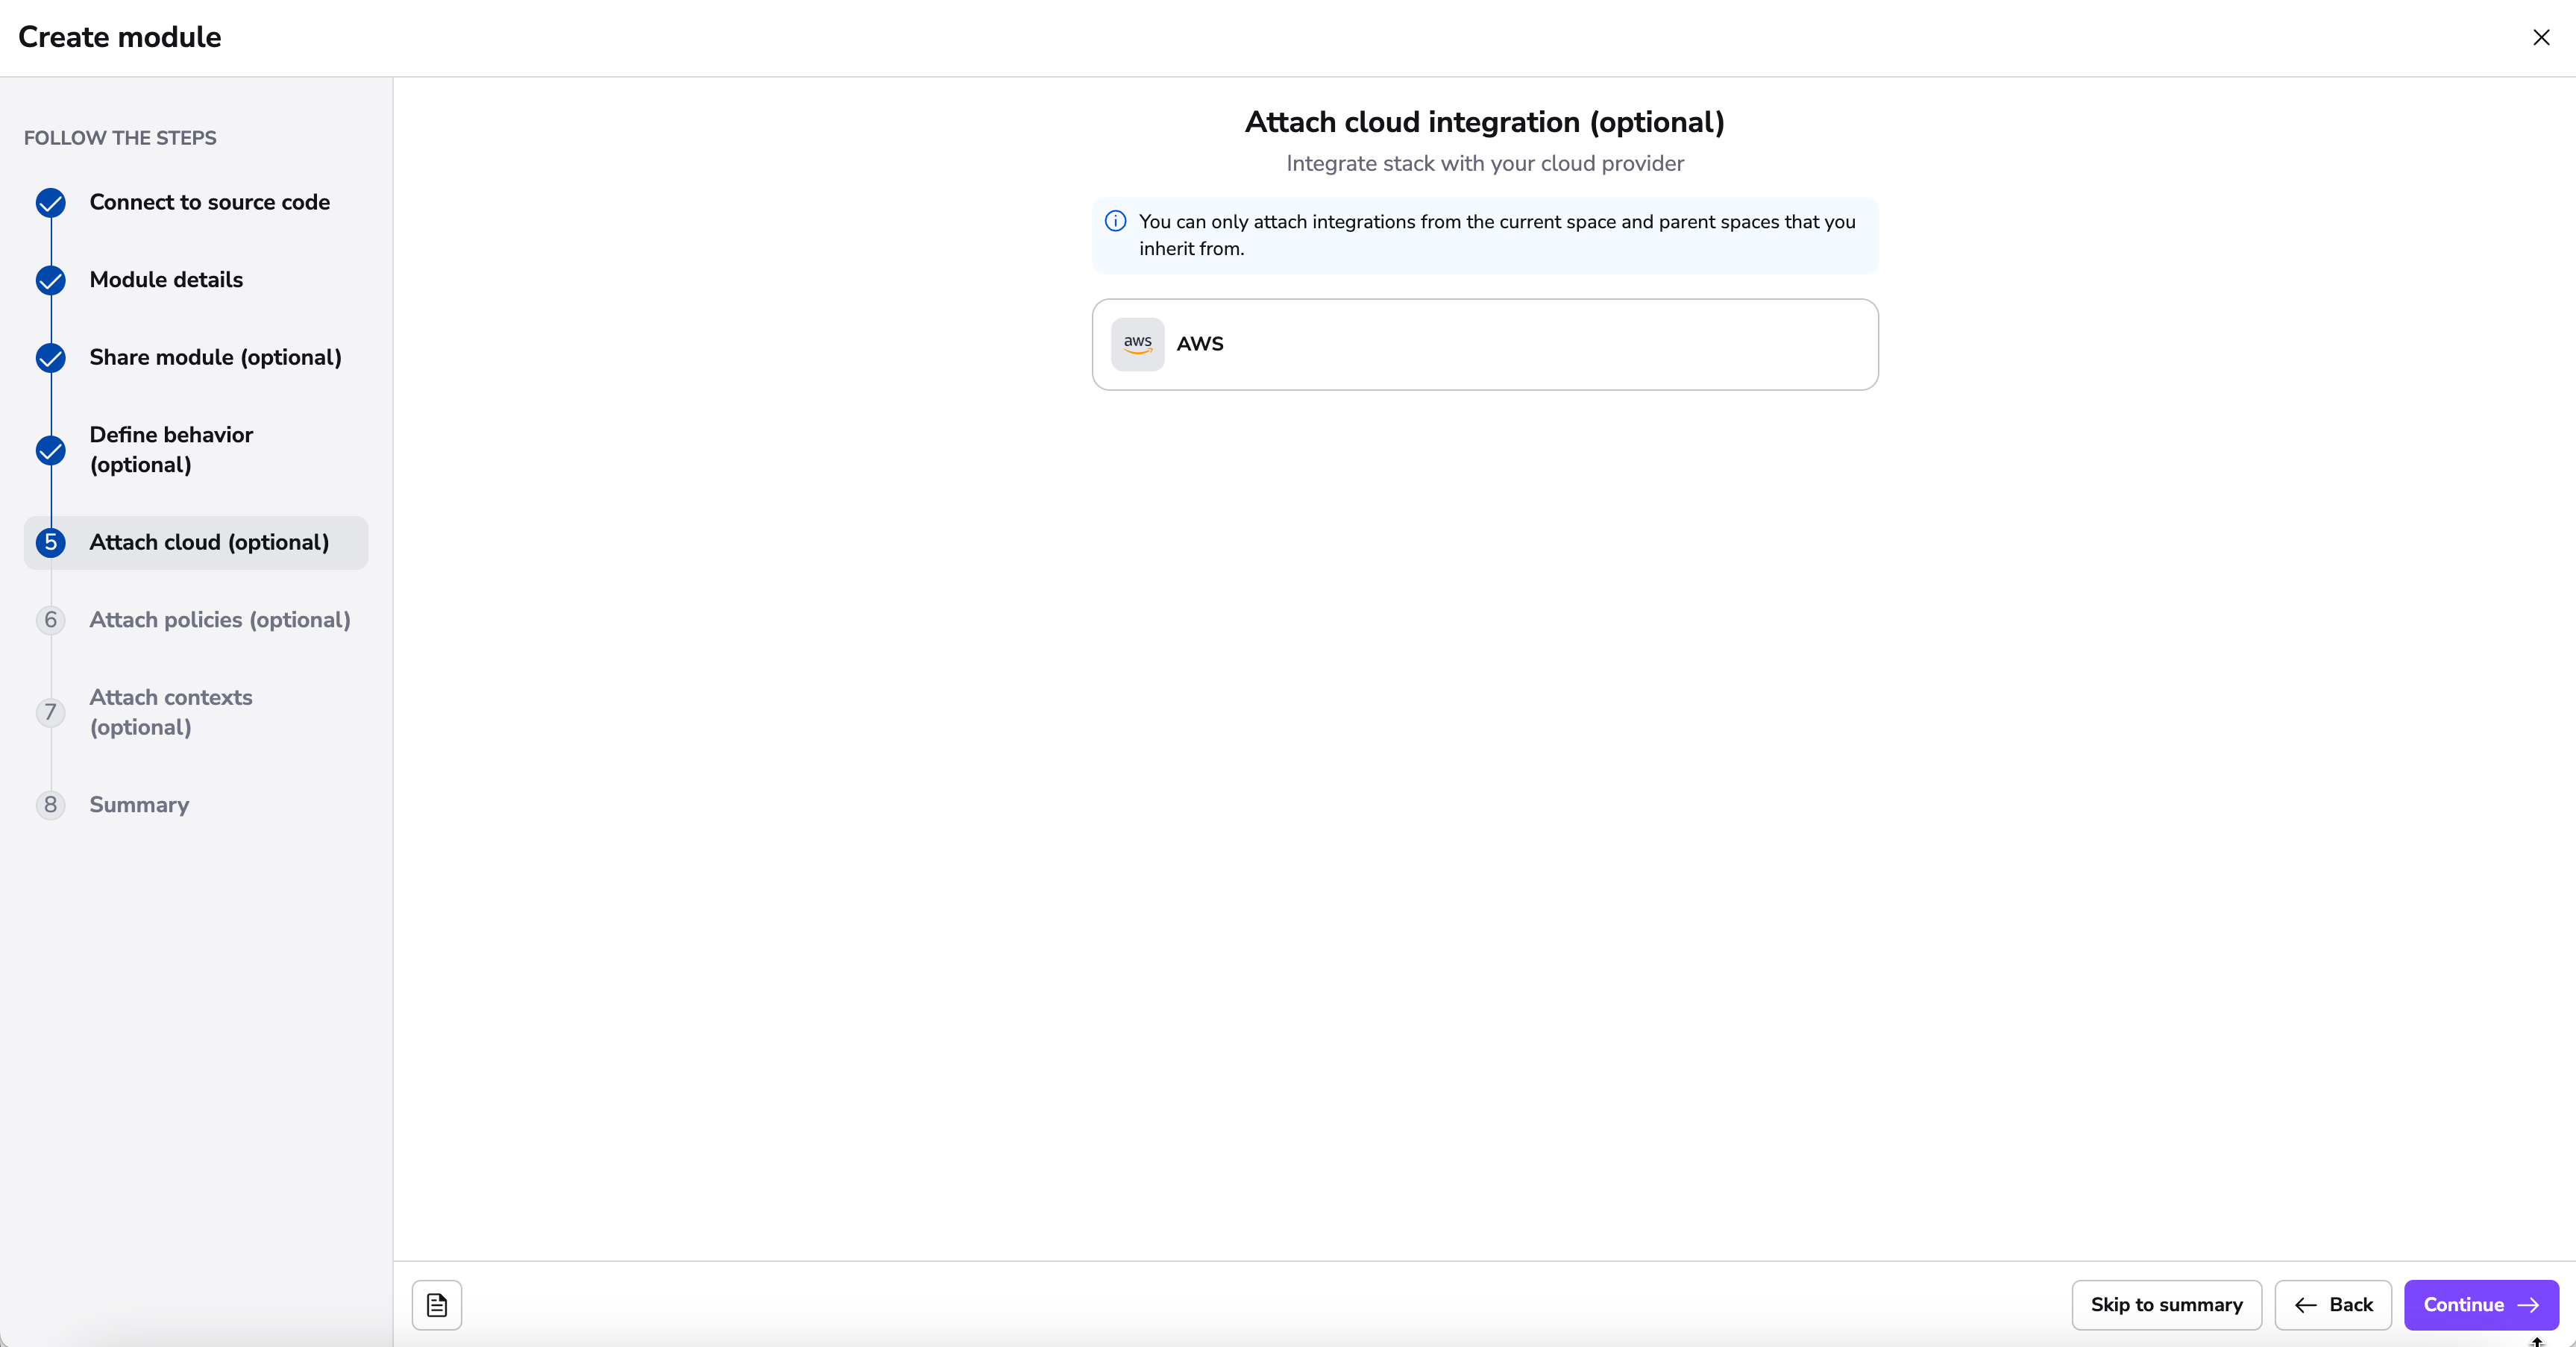 Create module
FOLLOW THE STEPS
Connect to source code
Module details
Share module (optional)
Define behavior
(optional)
5 Attach cloud (optional)
6 Attach policies (optional)
7 Attach contexts
(optional)
8 Summary
Attach cloud integration (optional)
Integrate stack with your cloud provider
You can only attach integrations from the current space and parent spaces that you
inherit from.
aws AWS
Skip to summary Back Continue